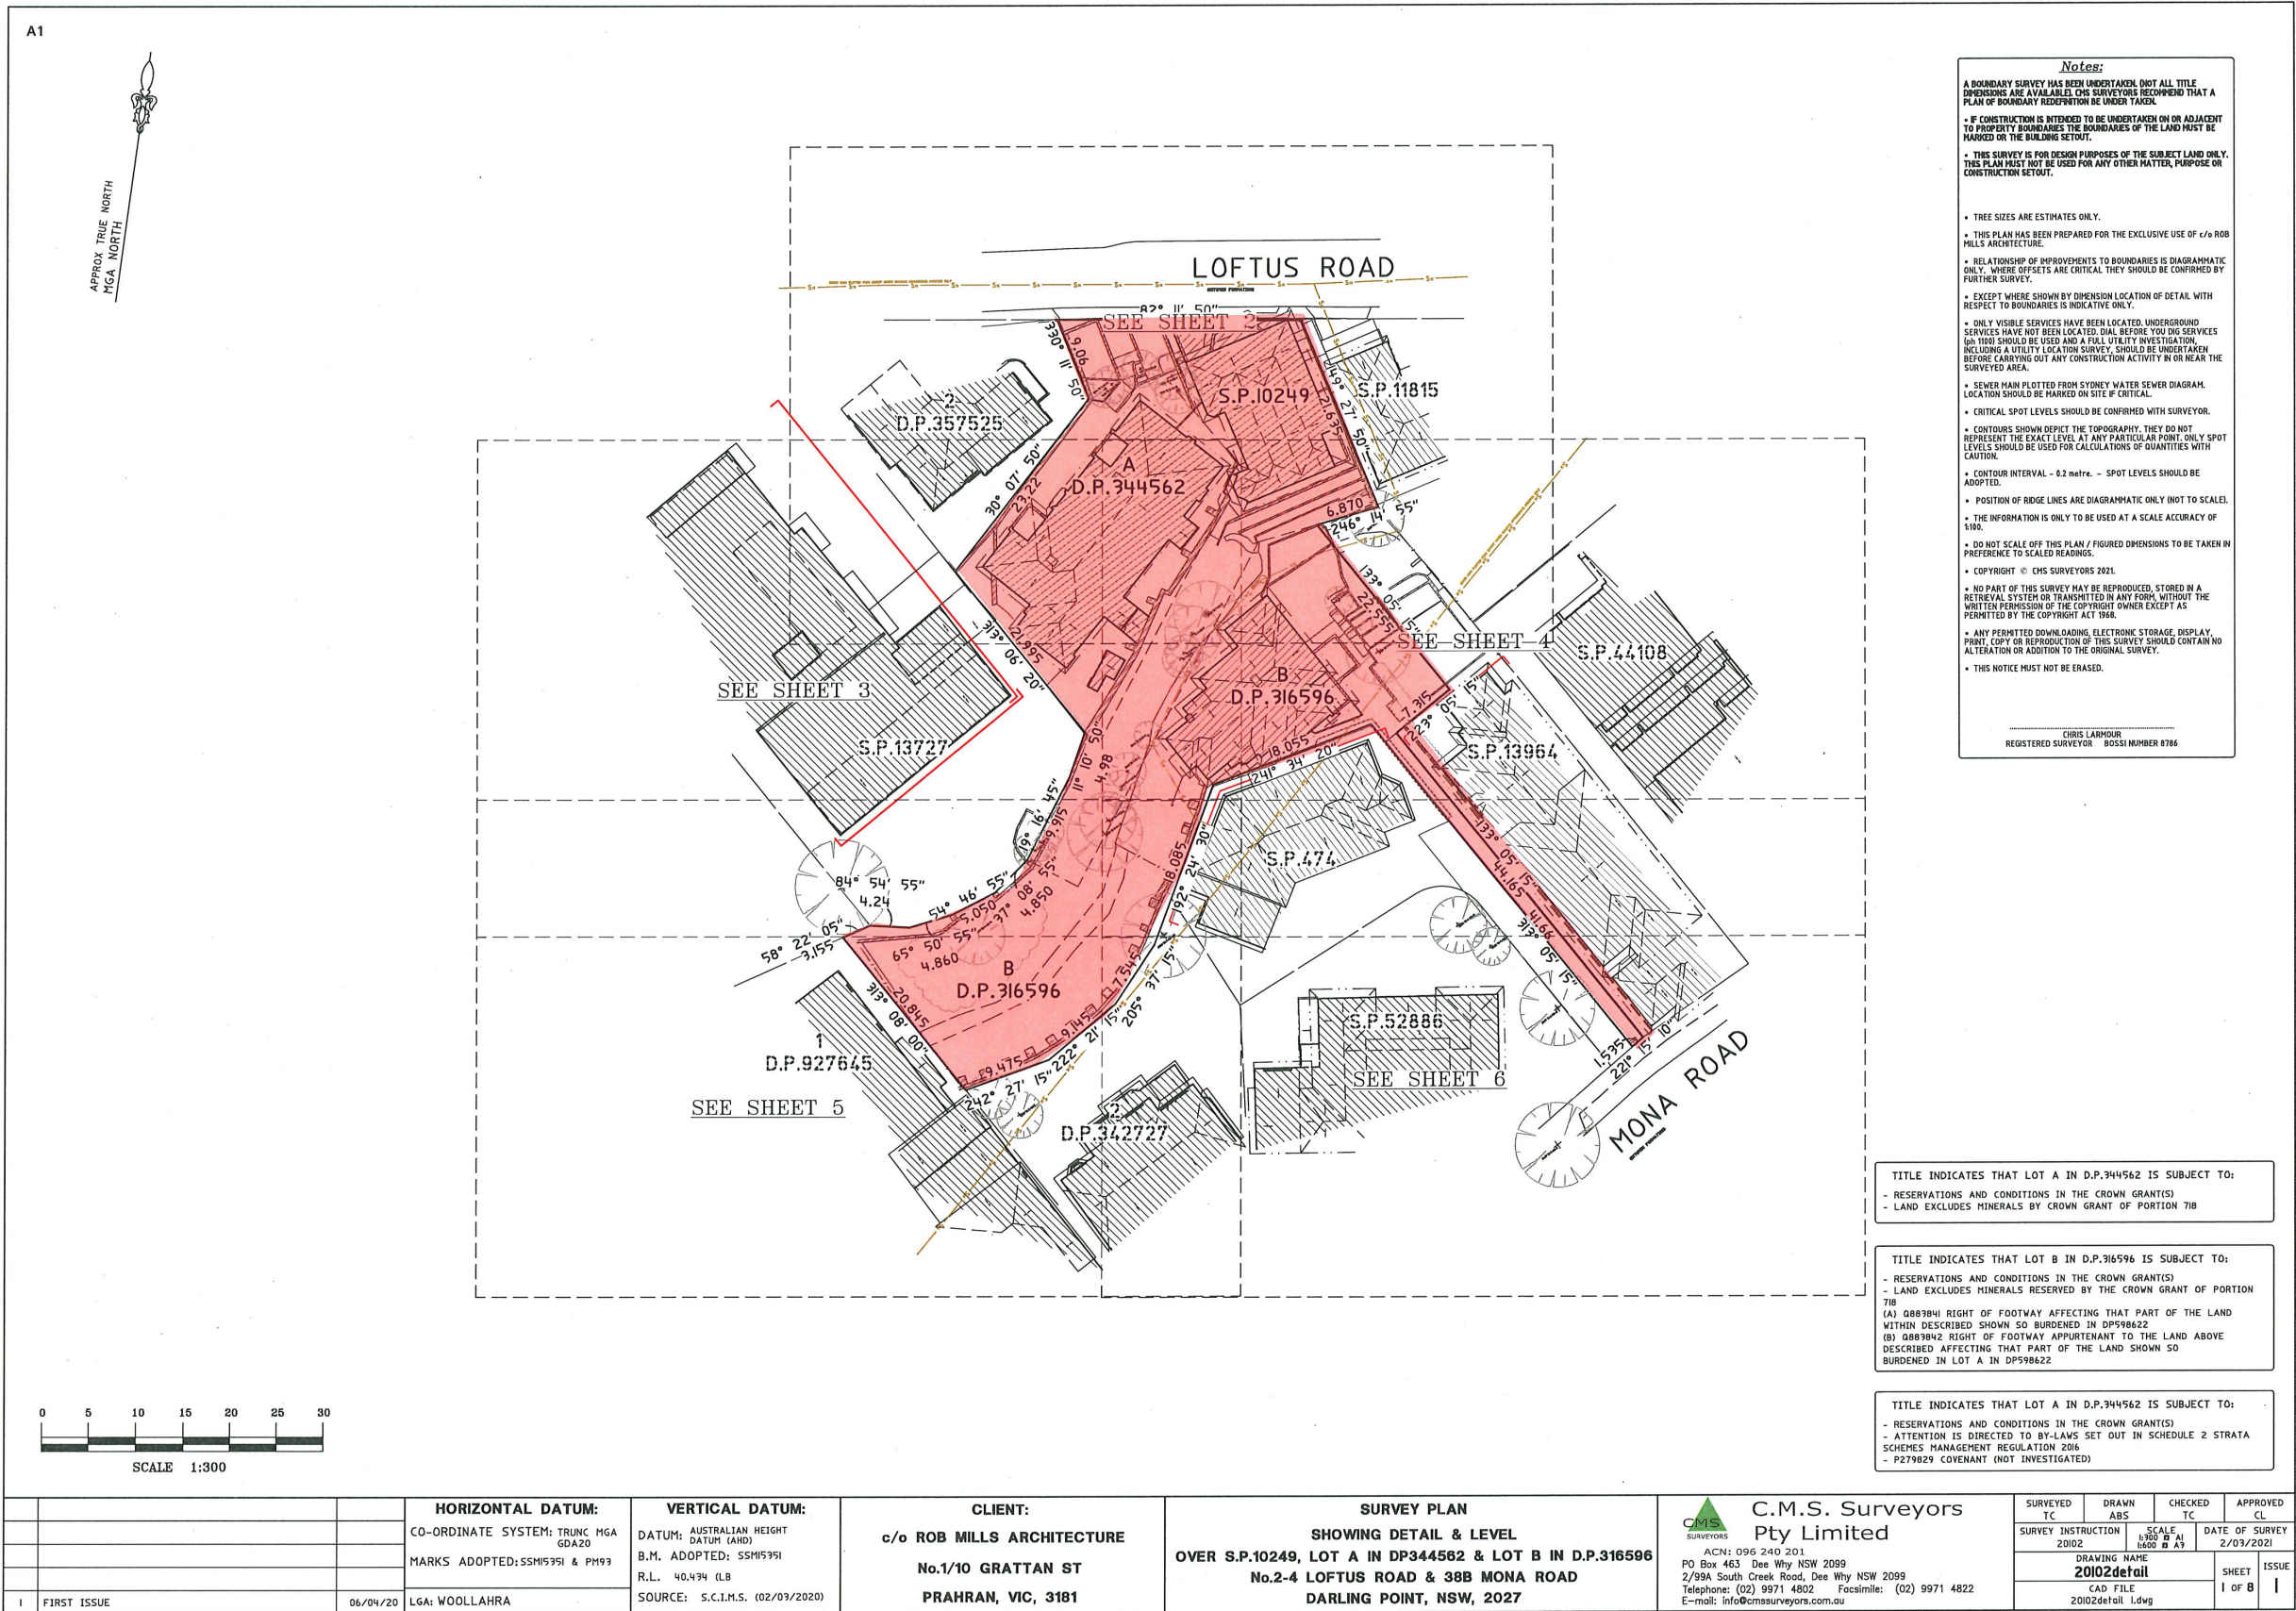 A1
APPROX TRUE NORTH
MGA NORTH
LOFTUS ROAD
82° 11' 50"
SEE SHEET 2
330° 11' 50"
9.06
S.P.10249
149° 27' 50"
21.635
S.P.11815
2
D.P.357525
30° 07' 50"
23.22
A
D.P.344562
6.870
246° 14' 55"
133° 05' 15"
22.555
SEE SHEET 4
S.P.44108
313° 06' 20"
21.995
SEE SHEET 3
S.P.13727
B
D.P.316596
7.315
223° 05' 15"
S.P.13964
18.055
241° 34' 20"
11° 10' 50"
4.98
19° 16' 45"
9.915
S.P.474
18.085
192° 24' 30"
133° 05' 15"
44.165
41.66
313° 05' 15"
84° 54' 55"
4.24
54° 46' 55"
5.050
37° 08' 55"
4.850
58° 22' 05"
3.155
65° 50' 55"
4.860
B
D.P.316596
7.545
205° 37' 15"
20.845
313° 08' 00"
9.145
222° 21' 15"
9.475
242° 27' 15"
1
D.P.927645
SEE SHEET 5
2
D.P.342727
S.P.52886
SEE SHEET 6
1.535
221° 15' 10"
MONA ROAD
Notes:
A BOUNDARY SURVEY HAS BEEN UNDERTAKEN. (NOT ALL TITLE
DIMENSIONS ARE AVAILABLE). CMS SURVEYORS RECOMMEND THAT A
PLAN OF BOUNDARY REDEFINITION BE UNDER TAKEN.
• IF CONSTRUCTION IS INTENDED TO BE UNDERTAKEN ON OR ADJACENT
TO PROPERTY BOUNDARIES THE BOUNDARIES OF THE LAND MUST BE
MARKED OR THE BUILDING SETOUT.
• THIS SURVEY IS FOR DESIGN PURPOSES OF THE SUBJECT LAND ONLY.
THIS PLAN MUST NOT BE USED FOR ANY OTHER MATTER, PURPOSE OR
CONSTRUCTION SETOUT.
• TREE SIZES ARE ESTIMATES ONLY.
• THIS PLAN HAS BEEN PREPARED FOR THE EXCLUSIVE USE OF c/o ROB
MILLS ARCHITECTURE.
• RELATIONSHIP OF IMPROVEMENTS TO BOUNDARIES IS DIAGRAMMATIC
ONLY. WHERE OFFSETS ARE CRITICAL THEY SHOULD BE CONFIRMED BY
FURTHER SURVEY.
• EXCEPT WHERE SHOWN BY DIMENSION LOCATION OF DETAIL WITH
RESPECT TO BOUNDARIES IS INDICATIVE ONLY.
• ONLY VISIBLE SERVICES HAVE BEEN LOCATED. UNDERGROUND
SERVICES HAVE NOT BEEN LOCATED. DIAL BEFORE YOU DIG SERVICES
(ph 1100) SHOULD BE USED AND A FULL UTILITY INVESTIGATION,
INCLUDING A UTILITY LOCATION SURVEY, SHOULD BE UNDERTAKEN
BEFORE CARRYING OUT ANY CONSTRUCTION ACTIVITY IN OR NEAR THE
SURVEYED AREA.
• SEWER MAIN PLOTTED FROM SYDNEY WATER SEWER DIAGRAM.
LOCATION SHOULD BE MARKED ON SITE IF CRITICAL.
• CRITICAL SPOT LEVELS SHOULD BE CONFIRMED WITH SURVEYOR.
• CONTOURS SHOWN DEPICT THE TOPOGRAPHY. THEY DO NOT
REPRESENT THE EXACT LEVEL AT ANY PARTICULAR POINT. ONLY SPOT
LEVELS SHOULD BE USED FOR CALCULATIONS OF QUANTITIES WITH
CAUTION.
• CONTOUR INTERVAL - 0.2 metre. - SPOT LEVELS SHOULD BE
ADOPTED.
• POSITION OF RIDGE LINES ARE DIAGRAMMATIC ONLY (NOT TO SCALE).
• THE INFORMATION IS ONLY TO BE USED AT A SCALE ACCURACY OF
1:100.
• DO NOT SCALE OFF THIS PLAN / FIGURED DIMENSIONS TO BE TAKEN IN
PREFERENCE TO SCALED READINGS.
• COPYRIGHT © CMS SURVEYORS 2021.
• NO PART OF THIS SURVEY MAY BE REPRODUCED, STORED IN A
RETRIEVAL SYSTEM OR TRANSMITTED IN ANY FORM, WITHOUT THE
WRITTEN PERMISSION OF THE COPYRIGHT OWNER EXCEPT AS
PERMITTED BY THE COPYRIGHT ACT 1968.
• ANY PERMITTED DOWNLOADING, ELECTRONIC STORAGE, DISPLAY,
PRINT, COPY OR REPRODUCTION OF THIS SURVEY SHOULD CONTAIN NO
ALTERATION OR ADDITION TO THE ORIGINAL SURVEY.
• THIS NOTICE MUST NOT BE ERASED.
CHRIS LARMOUR
REGISTERED SURVEYOR BOSSI NUMBER 8786
TITLE INDICATES THAT LOT A IN D.P.344562 IS SUBJECT TO:
- RESERVATIONS AND CONDITIONS IN THE CROWN GRANT(S)
- LAND EXCLUDES MINERALS BY CROWN GRANT OF PORTION 718
TITLE INDICATES THAT LOT B IN D.P.316596 IS SUBJECT TO:
- RESERVATIONS AND CONDITIONS IN THE CROWN GRANT(S)
- LAND EXCLUDES MINERALS RESERVED BY THE CROWN GRANT OF PORTION
718
(A) Q883841 RIGHT OF FOOTWAY AFFECTING THAT PART OF THE LAND
WITHIN DESCRIBED SHOWN SO BURDENED IN DP598622
(B) Q883842 RIGHT OF FOOTWAY APPURTENANT TO THE LAND ABOVE
DESCRIBED AFFECTING THAT PART OF THE LAND SHOWN SO
BURDENED IN LOT A IN DP598622
TITLE INDICATES THAT LOT A IN D.P.344562 IS SUBJECT TO:
- RESERVATIONS AND CONDITIONS IN THE CROWN GRANT(S)
- ATTENTION IS DIRECTED TO BY-LAWS SET OUT IN SCHEDULE 2 STRATA
SCHEMES MANAGEMENT REGULATION 2016
- P279829 COVENANT (NOT INVESTIGATED)
0 5 10 15 20 25 30
SCALE 1:300
1 FIRST ISSUE 06/04/20
HORIZONTAL DATUM:
CO-ORDINATE SYSTEM: TRUNC MGA
GDA20
MARKS ADOPTED: SSM15351 & PM93
LGA: WOOLLAHRA
VERTICAL DATUM:
DATUM: AUSTRALIAN HEIGHT
DATUM (AHD)
B.M. ADOPTED: SSM15351
R.L. 40.434 (LB
SOURCE: S.C.I.M.S. (02/03/2020)
CLIENT:
c/o ROB MILLS ARCHITECTURE
No.1/10 GRATTAN ST
PRAHRAN, VIC, 3181
SURVEY PLAN
SHOWING DETAIL & LEVEL
OVER S.P.10249, LOT A IN DP344562 & LOT B IN D.P.316596
No.2-4 LOFTUS ROAD & 38B MONA ROAD
DARLING POINT, NSW, 2027
CMS
SURVEYORS
C.M.S. Surveyors
Pty Limited
ACN: 096 240 201
PO Box 463 Dee Why NSW 2099
2/99A South Creek Road, Dee Why NSW 2099
Telephone: (02) 9971 4802 Facsimile: (02) 9971 4822
E-mail: info@cmssurveyors.com.au
SURVEYED DRAWN CHECKED APPROVED
TC ABS TC CL
SURVEY INSTRUCTION
20102
SCALE
1:300 @ A1
1:600 @ A3
DATE OF SURVEY
2/03/2021
DRAWING NAME
20102detail
CAD FILE
20102detail 1.dwg
SHEET
1 OF 8
ISSUE
1